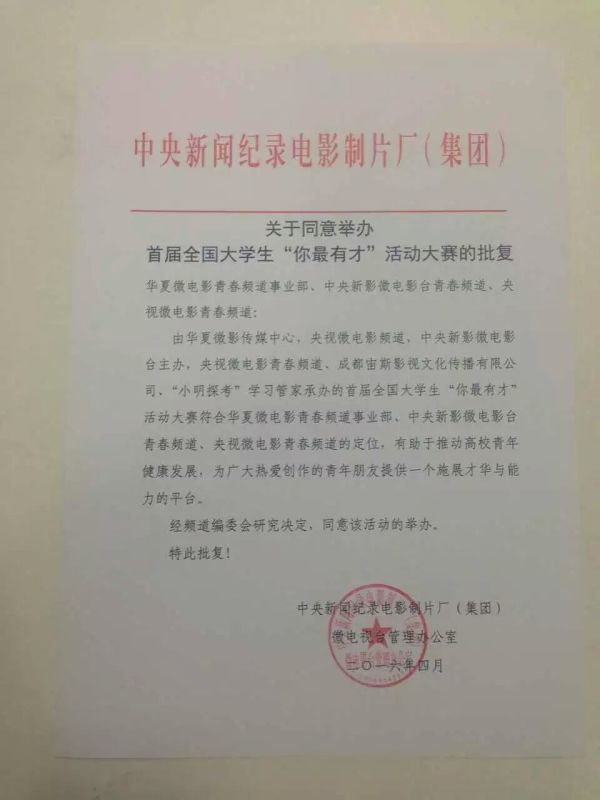 中央新闻纪录电影制片厂（集团）
关于同意举办
首届全国大学生“你最有才”活动大赛的批复
华夏微电影青春频道事业部、中央新影微电影台青春频道、央
视微电影青春频道：
由华夏微影传媒中心，央视微电影频道，中央新影微电影
台主办，央视微电影青春频道、成都宙斯影视文化传播有限公
司、“小明探考”学习管家承办的首届全国大学生“你最有才”
活动大赛符合华夏微电影青春频道事业部、中央新影微电影台
青春频道、央视微电影青春频道的定位，有助于推动高校青年
健康发展，为广大热爱创作的青年朋友提供一个施展才华与能
力的平台。
经频道编委会研究决定，同意该活动的举办。
特此批复！
中央新闻纪录电影制片厂（集团）
微电视台管理办公室
二〇一六年四月